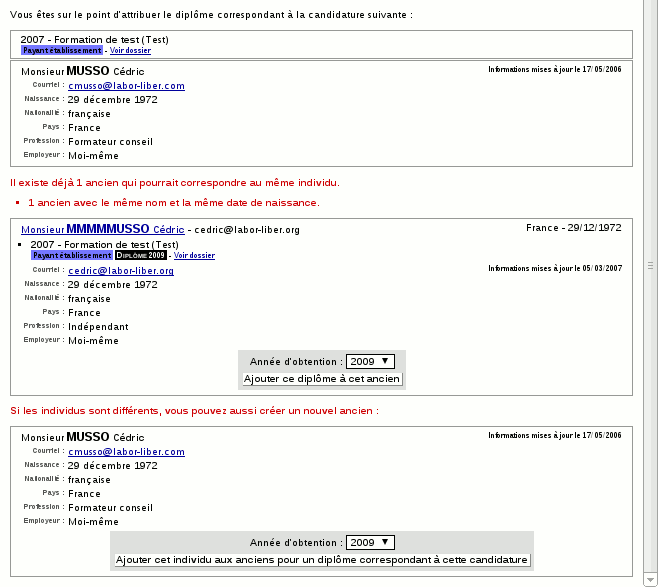 Vous êtes sur le point d'attribuer le diplôme correspondant à la candidature suivante :
2007 - Formation de test (Test)
Payant établissement - Voir dossier
Monsieur MUSSO Cédric Informations mises à jour le 17/05/2006
Courriel : cmusso@labor-liber.com
Naissance : 29 décembre 1972
Nationalité : française
Pays : France
Profession : Formateur conseil
Employeur : Moi-même
Il existe déjà 1 ancien qui pourrait correspondre au même individu.
1 ancien avec le même nom et la même date de naissance.
Monsieur MMMMMUSSO Cédric - cedric@labor-liber.org France - 29/12/1972
2007 - Formation de test (Test)
Payant établissement Diplôme 2009 - Voir dossier
Courriel : cedric@labor-liber.org Informations mises à jour le 05/03/2007
Naissance : 29 décembre 1972
Nationalité : française
Pays : France
Profession : Indépendant
Employeur : Moi-même
Année d'obtention : 2009
Ajouter ce diplôme à cet ancien
Si les individus sont différents, vous pouvez aussi créer un nouvel ancien :
Monsieur MUSSO Cédric Informations mises à jour le 17/05/2006
Courriel : cmusso@labor-liber.com
Naissance : 29 décembre 1972
Nationalité : française
Pays : France
Profession : Formateur conseil
Employeur : Moi-même
Année d'obtention : 2009
Ajouter cet individu aux anciens pour un diplôme correspondant à cette candidature